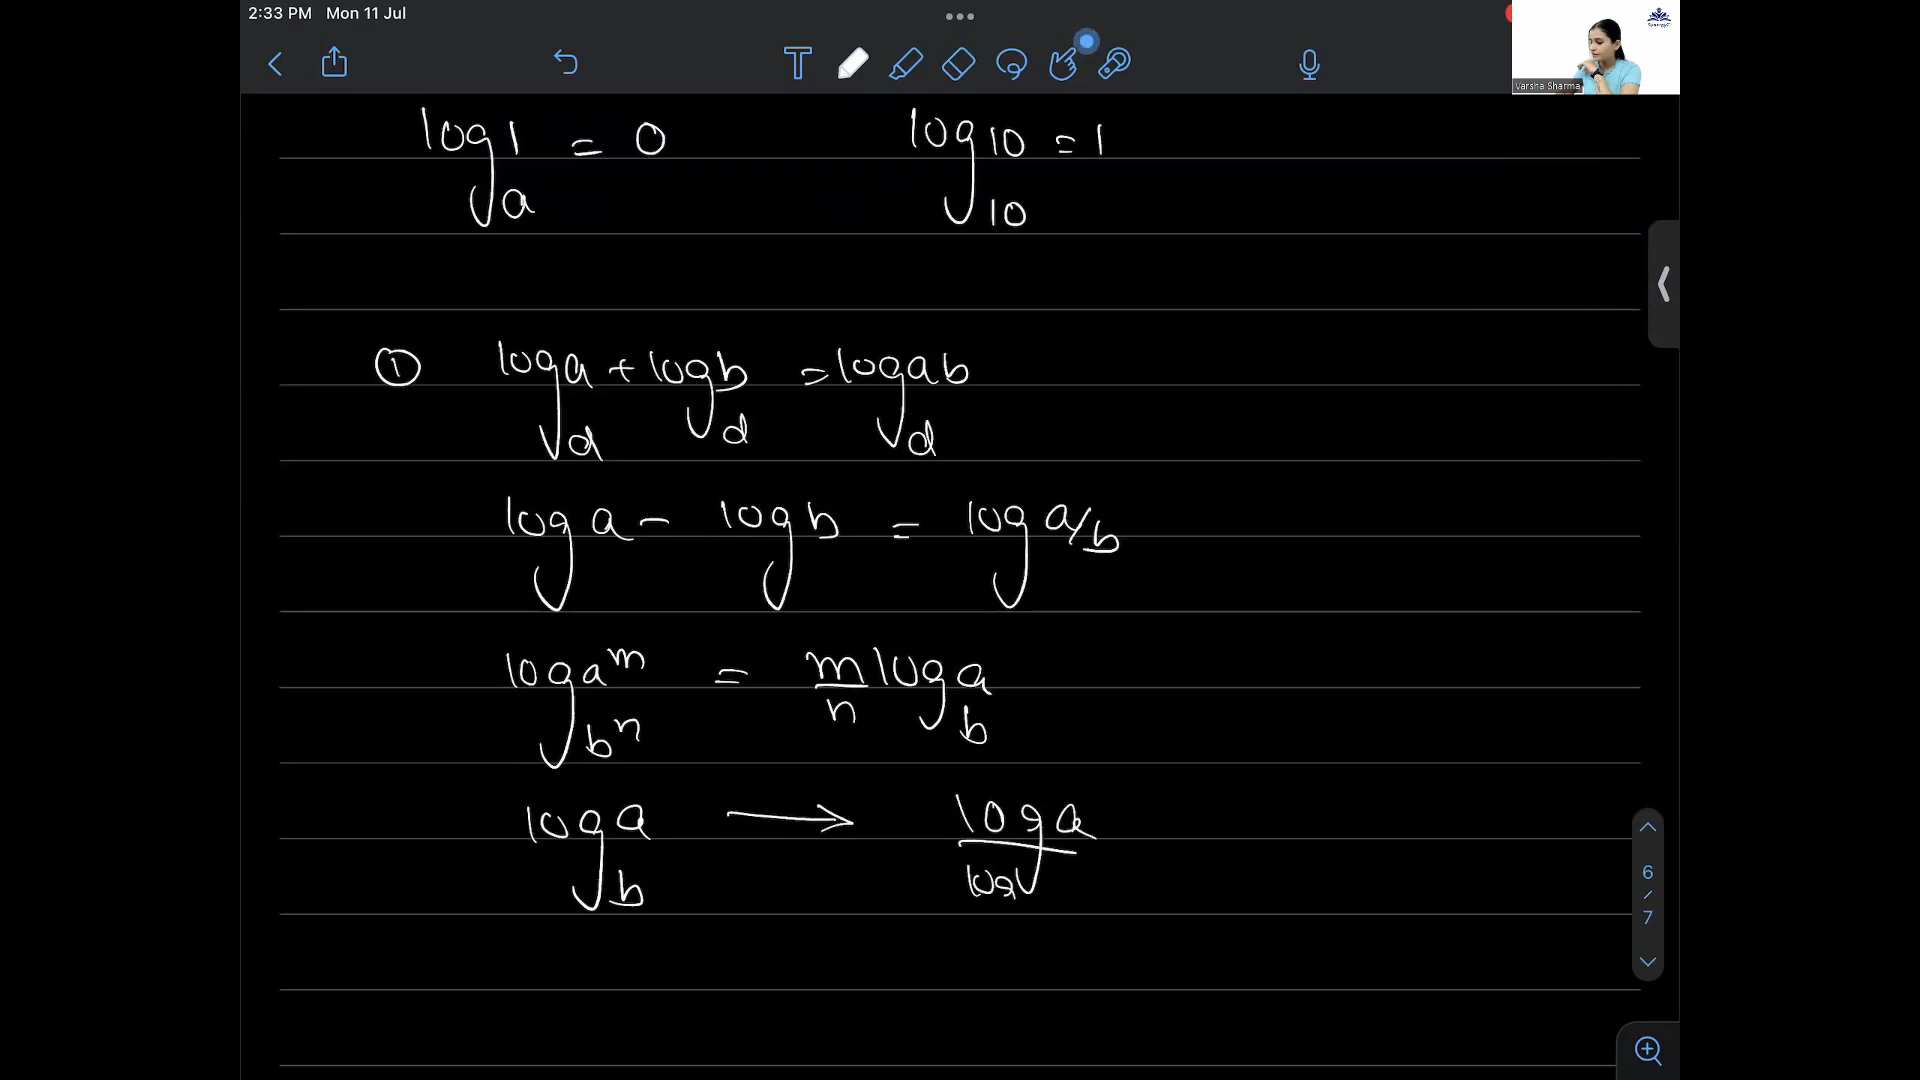 2:33 PM Mon 11 Jul
T
Varsha Sharma
log_a 1 = 0
log_10 10 = 1
① log_d a + log_d b = log_d ab
log a - log b = log a/b
log_{b^n} a^m = m/n log_b a
log_b a → log a / log
6 / 7